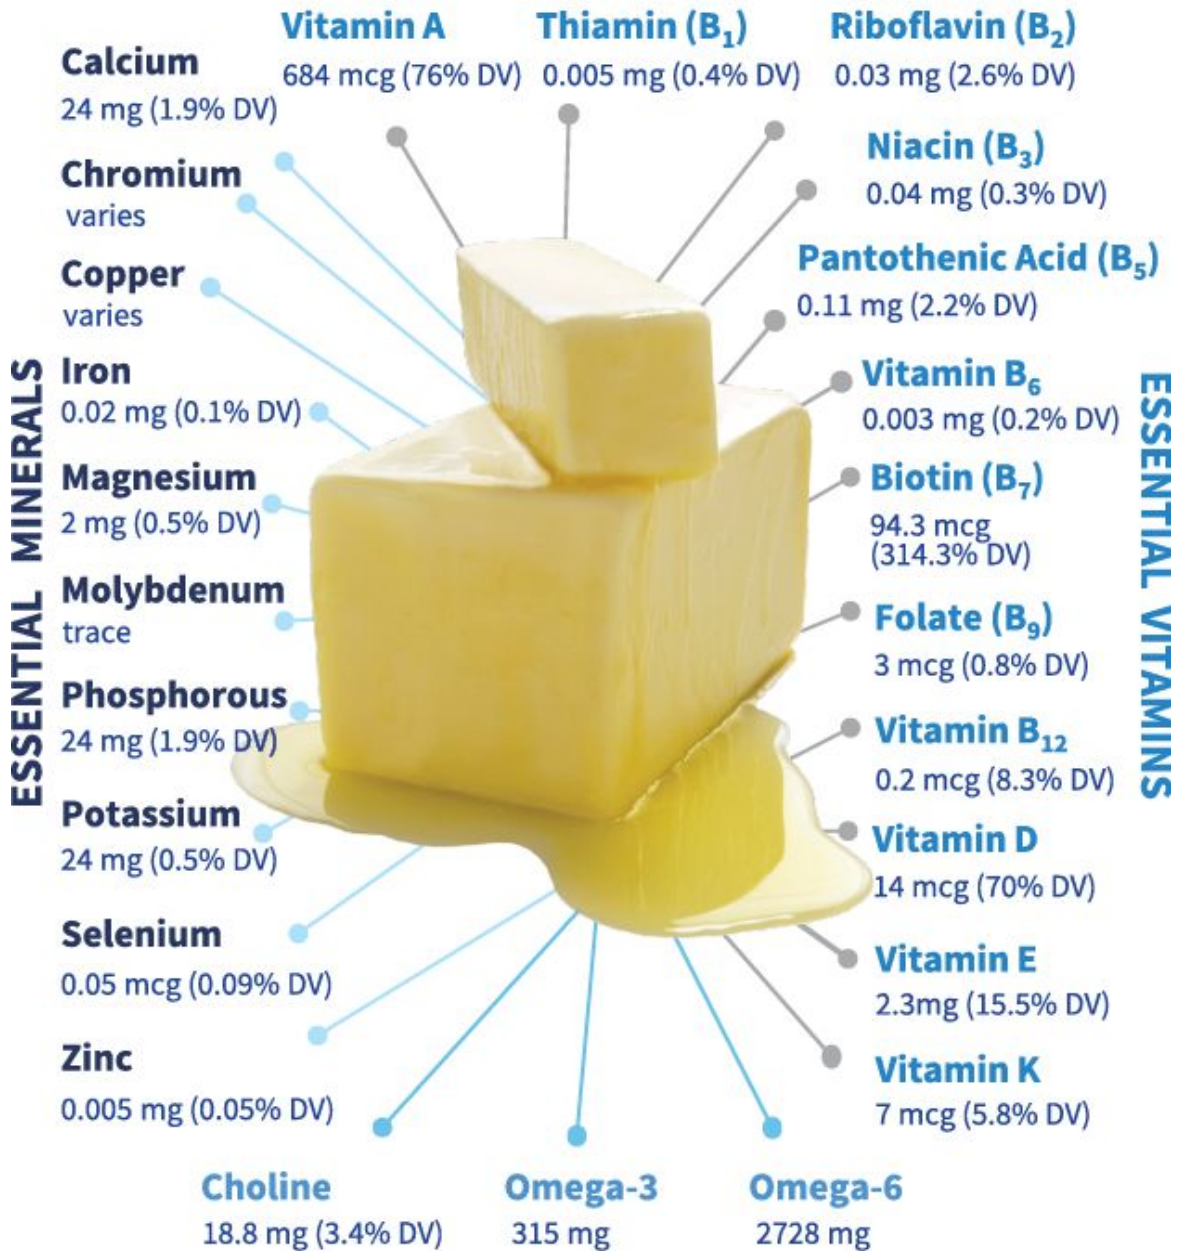 Vitamin A
684 mcg (76% DV)
Thiamin (B₁)
0.005 mg (0.4% DV)
Riboflavin (B₂)
0.03 mg (2.6% DV)
Niacin (B₃)
0.04 mg (0.3% DV)
Pantothenic Acid (B₅)
0.11 mg (2.2% DV)
Vitamin B₆
0.003 mg (0.2% DV)
Biotin (B₇)
94.3 mcg
(314.3% DV)
Folate (B₉)
3 mcg (0.8% DV)
Vitamin B₁₂
0.2 mcg (8.3% DV)
Vitamin D
14 mcg (70% DV)
Vitamin E
2.3mg (15.5% DV)
Vitamin K
7 mcg (5.8% DV)
ESSENTIAL VITAMINS
ESSENTIAL MINERALS
Calcium
24 mg (1.9% DV)
Chromium
varies
Copper
varies
Iron
0.02 mg (0.1% DV)
Magnesium
2 mg (0.5% DV)
Molybdenum
trace
Phosphorous
24 mg (1.9% DV)
Potassium
24 mg (0.5% DV)
Selenium
0.05 mcg (0.09% DV)
Zinc
0.005 mg (0.05% DV)
Choline
18.8 mg (3.4% DV)
Omega-3
315 mg
Omega-6
2728 mg